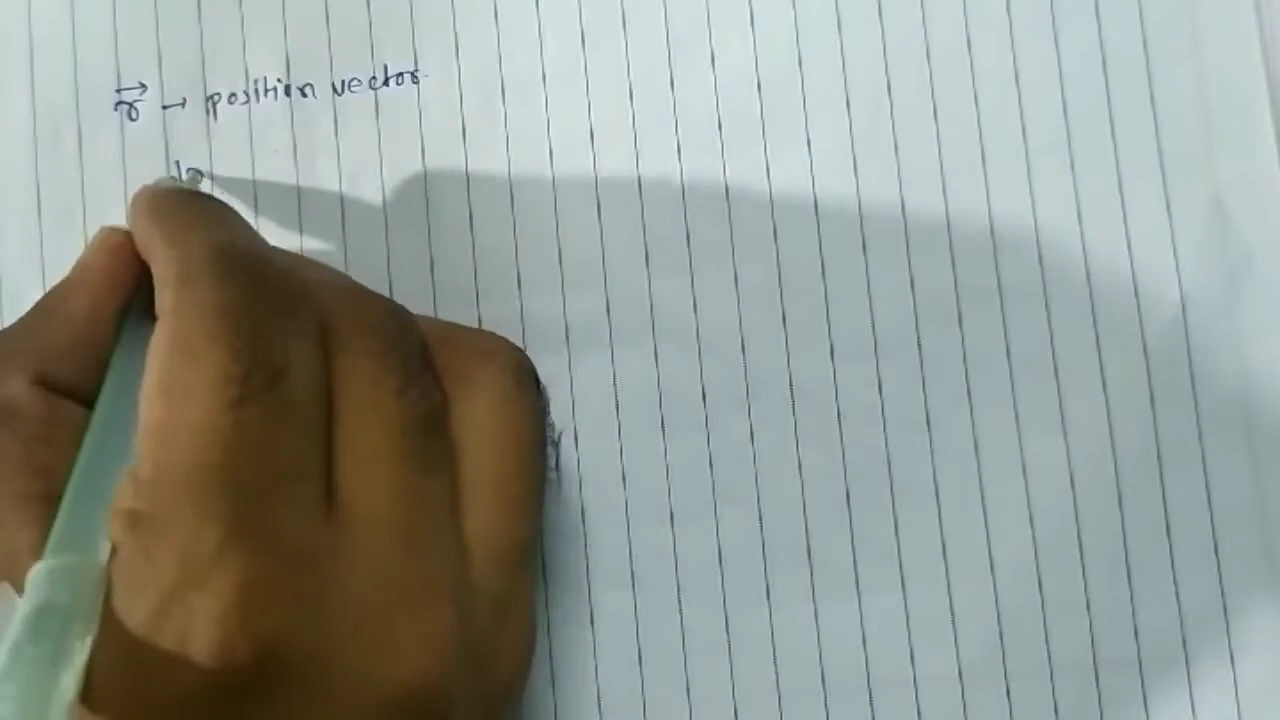 r⃗ → position vector.